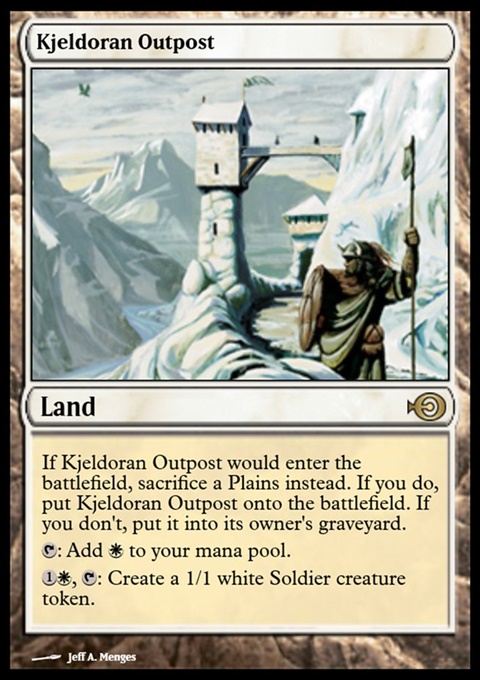 Kjeldoran Outpost
Land
If Kjeldoran Outpost would enter the
battlefield, sacrifice a Plains instead. If you do,
put Kjeldoran Outpost onto the battlefield. If
you don't, put it into its owner's graveyard.
: Add to your mana pool.
1 , : Create a 1/1 white Soldier creature
token.
Jeff A. Menges